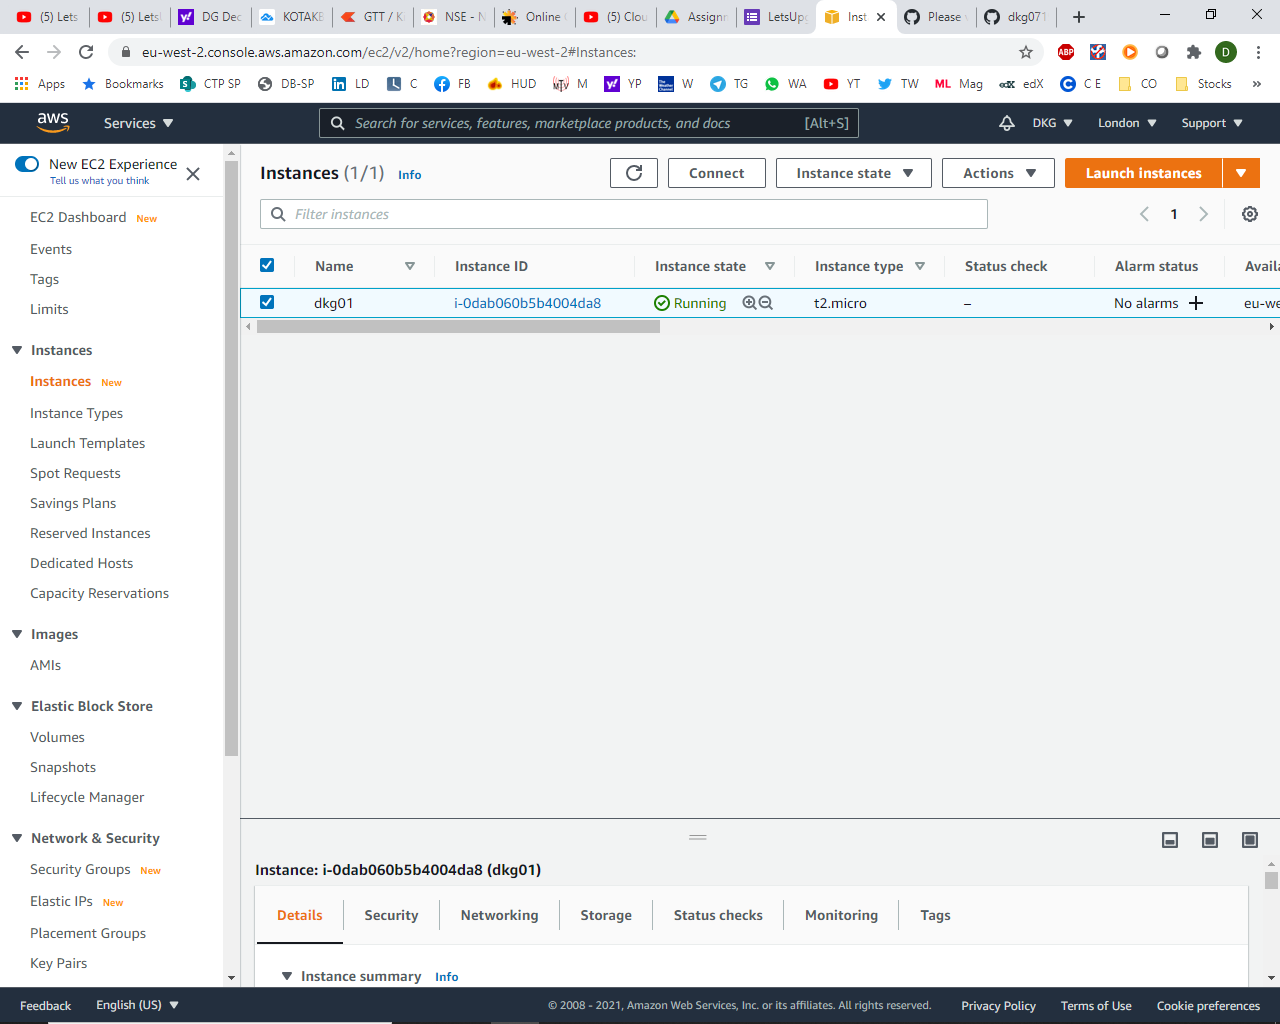 (5) Lets
(5) Lets
DG Dec
KOTAKE
GTT / K
NSE - N
Online
(5) Clou
Assignm
LetsUpg
Inst
Please
dkg071
eu-west-2.console.aws.amazon.com/ec2/v2/home?region=eu-west-2#Instances:
ABP
D
Apps
Bookmarks
CTP SP
DB-SP
LD
C
FB
HUD
M
YP
W
TG
WA
YT
TW
ML Mag
edX
C E
CO
Stocks
»
aws
Services
Search for services, features, marketplace products, and docs [Alt+S]
DKG
London
Support
New EC2 Experience
Tell us what you think
EC2 Dashboard New
Events
Tags
Limits
Instances
Instances New
Instance Types
Launch Templates
Spot Requests
Savings Plans
Reserved Instances
Dedicated Hosts
Capacity Reservations
Images
AMIs
Elastic Block Store
Volumes
Snapshots
Lifecycle Manager
Network & Security
Security Groups New
Elastic IPs New
Placement Groups
Key Pairs
Instances (1/1) Info
Connect
Instance state
Actions
Launch instances
Filter instances
1
Name
Instance ID
Instance state
Instance type
Status check
Alarm status
Availa
dkg01
i-0dab060b5b4004da8
Running
t2.micro
–
No alarms +
eu-we
Instance: i-0dab060b5b4004da8 (dkg01)
Details
Security
Networking
Storage
Status checks
Monitoring
Tags
Instance summary Info
Feedback
English (US)
© 2008 - 2021, Amazon Web Services, Inc. or its affiliates. All rights reserved.
Privacy Policy
Terms of Use
Cookie preferences